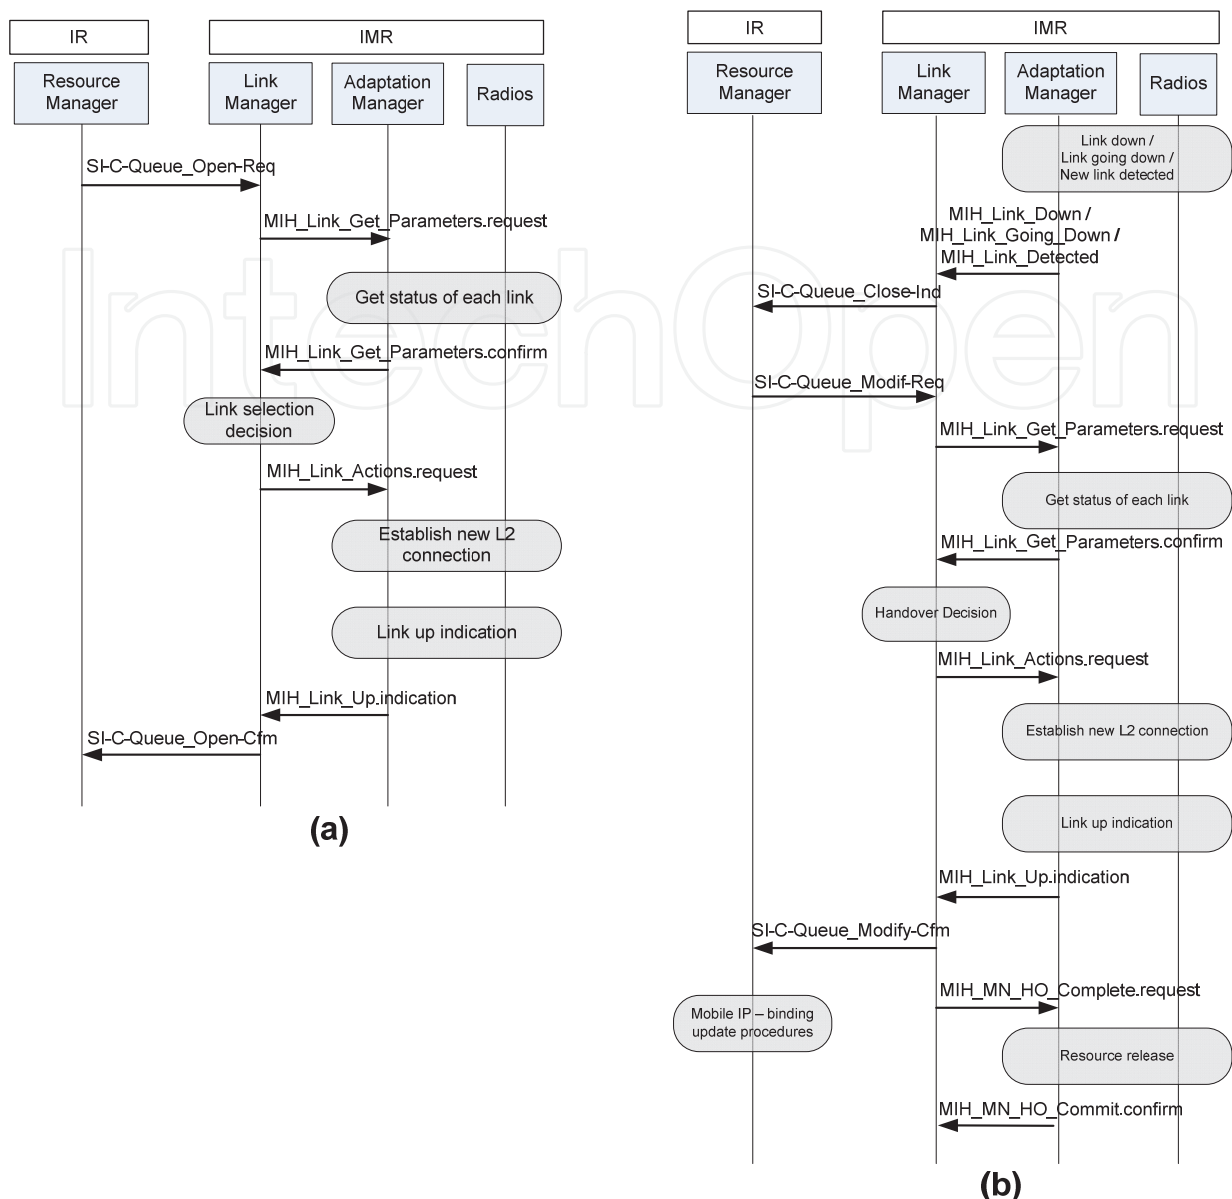 IR
IMR
Resource
Manager
Link
Manager
Adaptation
Manager
Radios
SI-C-Queue_Open-Req
MIH_Link_Get_Parameters.request
Get status of each link
MIH_Link_Get_Parameters.confirm
Link selection
decision
MIH_Link_Actions.request
Establish new L2
connection
Link up indication
MIH_Link_Up.indication
SI-C-Queue_Open-Cfm
(a)
IR
IMR
Resource
Manager
Link
Manager
Adaptation
Manager
Radios
Link down /
Link going down /
New link detected
MIH_Link_Down /
MIH_Link_Going_Down /
MIH_Link_Detected
SI-C-Queue_Close-Ind
SI-C-Queue_Modif-Req
MIH_Link_Get_Parameters.request
Get status of each link
MIH_Link_Get_Parameters.confirm
Handover Decision
MIH_Link_Actions.request
Establish new L2 connection
Link up indication
MIH_Link_Up.indication
SI-C-Queue_Modify-Cfm
MIH_MN_HO_Complete.request
Mobile IP – binding
update procedures
Resource release
MIH_MN_HO_Commit.confirm
(b)
IntechOpen